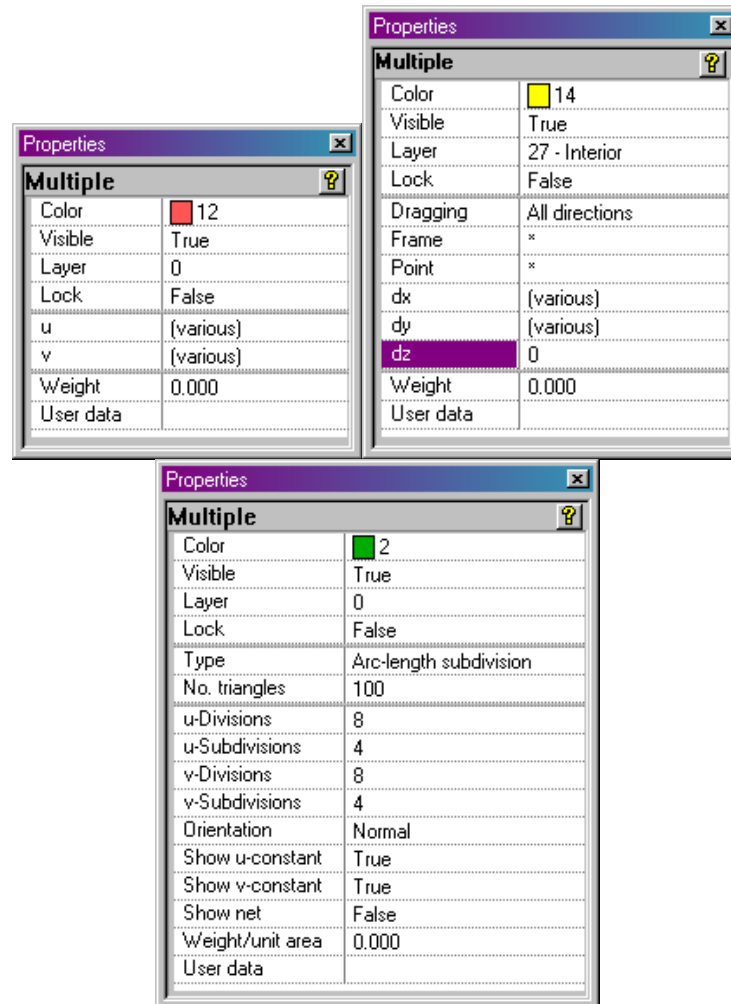 Properties
Multiple
Color 12
Visible True
Layer 0
Lock False
u (various)
v (various)
Weight 0.000
User data
Properties
Multiple
Color 14
Visible True
Layer 27 - Interior
Lock False
Dragging All directions
Frame *
Point *
dx (various)
dy (various)
dz 0
Weight 0.000
User data
Properties
Multiple
Color 2
Visible True
Layer 0
Lock False
Type Arc-length subdivision
No. triangles 100
u-Divisions 8
u-Subdivisions 4
v-Divisions 8
v-Subdivisions 4
Orientation Normal
Show u-constant True
Show v-constant True
Show net False
Weight/unit area 0.000
User data